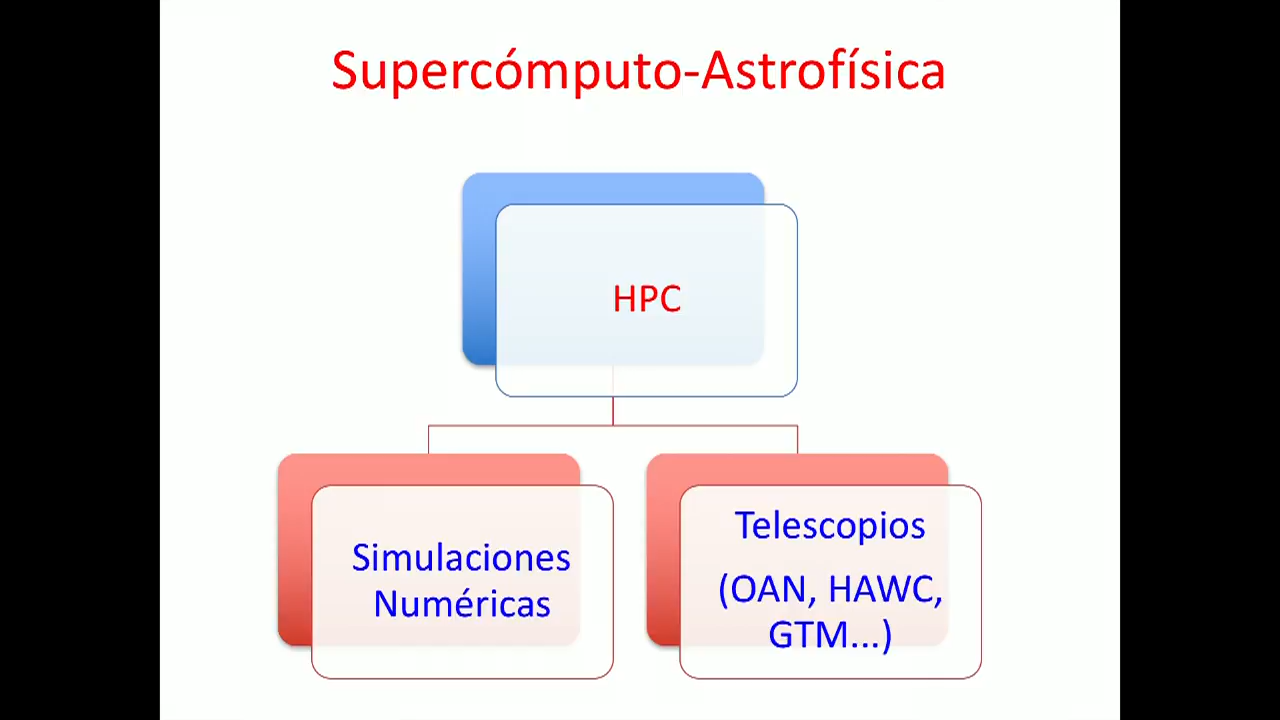 Supercómputo-Astrofísica
HPC
Simulaciones
Numéricas
Telescopios
(OAN, HAWC,
GTM...)